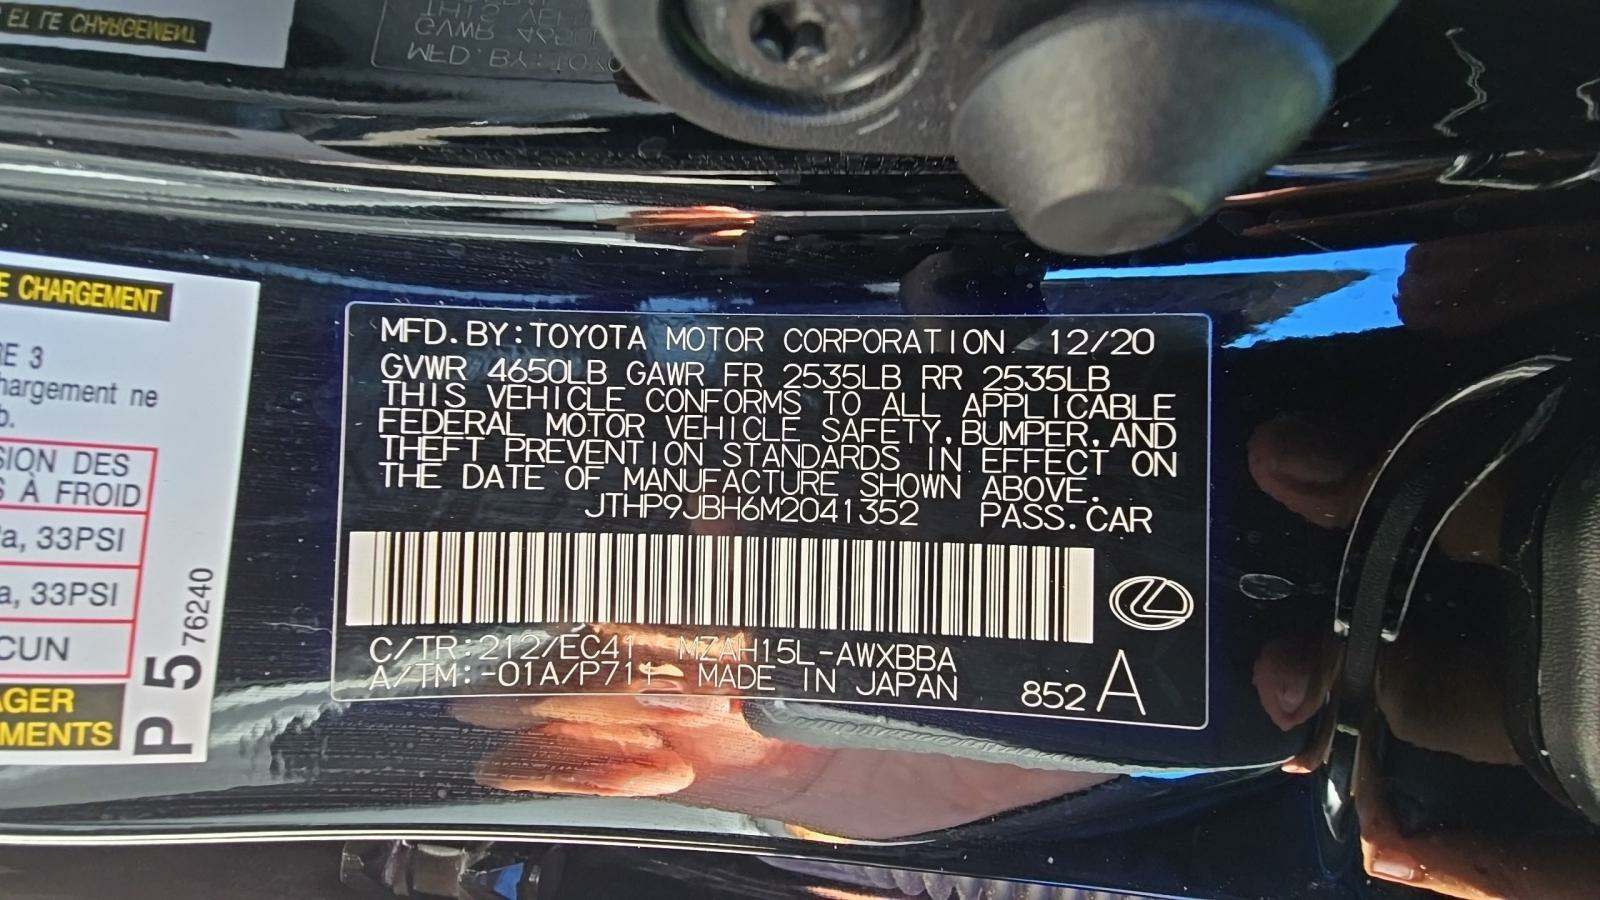 E CHARGEMENT
RE 3
hargement ne
b.
SION DES
S À FROID
a, 33PSI
a, 33PSI
CUN
AGER
MENTS
P 5 76240
MFD.BY:TOYOTA MOTOR CORPORATION 12/20
GVWR 4650LB GAWR FR 2535LB RR 2535LB
THIS VEHICLE CONFORMS TO ALL APPLICABLE
FEDERAL MOTOR VEHICLE SAFETY,BUMPER,AND
THEFT PREVENTION STANDARDS IN EFFECT ON
THE DATE OF MANUFACTURE SHOWN ABOVE.
JTHP9JBH6M2041352 PASS.CAR
C/TR:212/EC41 MZAH15L-AWXBBA
A/TM:-01A/P711 MADE IN JAPAN
852 A